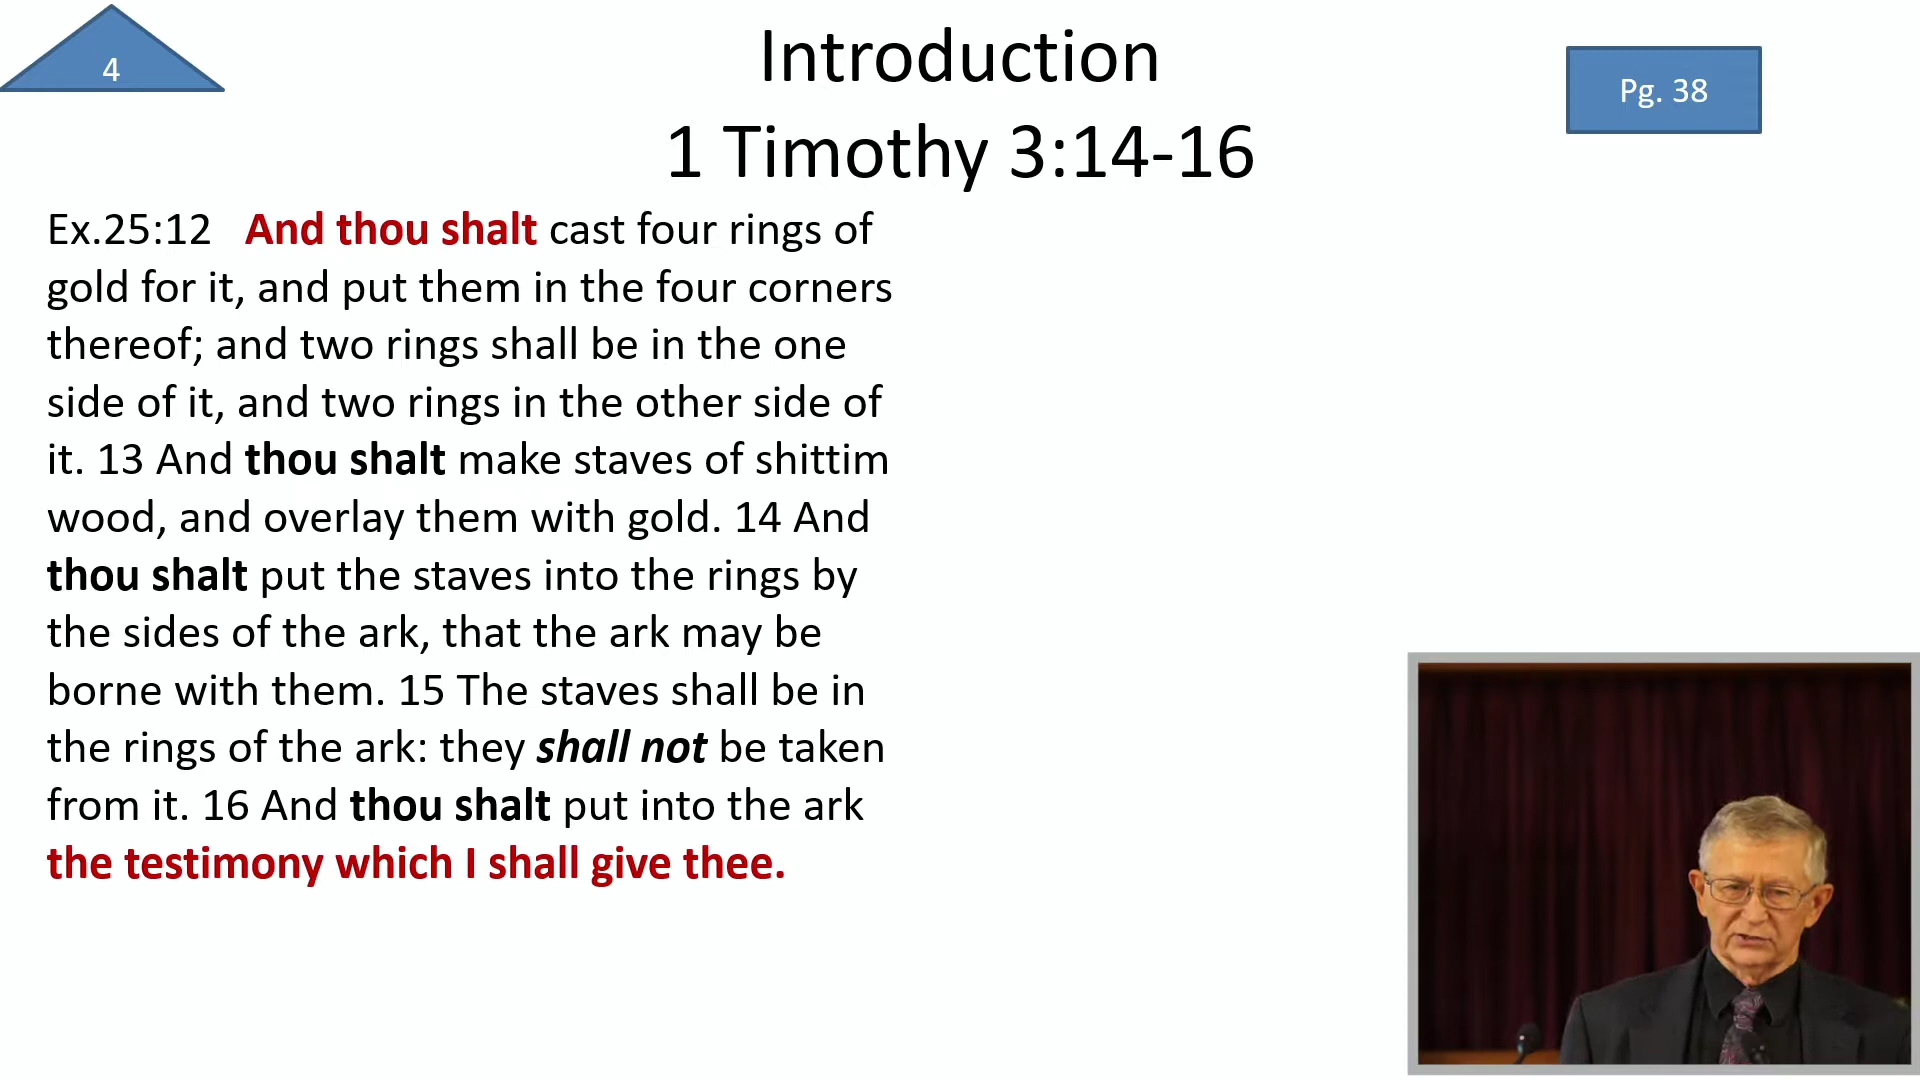 4
Introduction
1 Timothy 3:14-16
Pg. 38
Ex.25:12 And thou shalt cast four rings of
gold for it, and put them in the four corners
thereof; and two rings shall be in the one
side of it, and two rings in the other side of
it. 13 And thou shalt make staves of shittim
wood, and overlay them with gold. 14 And
thou shalt put the staves into the rings by
the sides of the ark, that the ark may be
borne with them. 15 The staves shall be in
the rings of the ark: they shall not be taken
from it. 16 And thou shalt put into the ark
the testimony which I shall give thee.